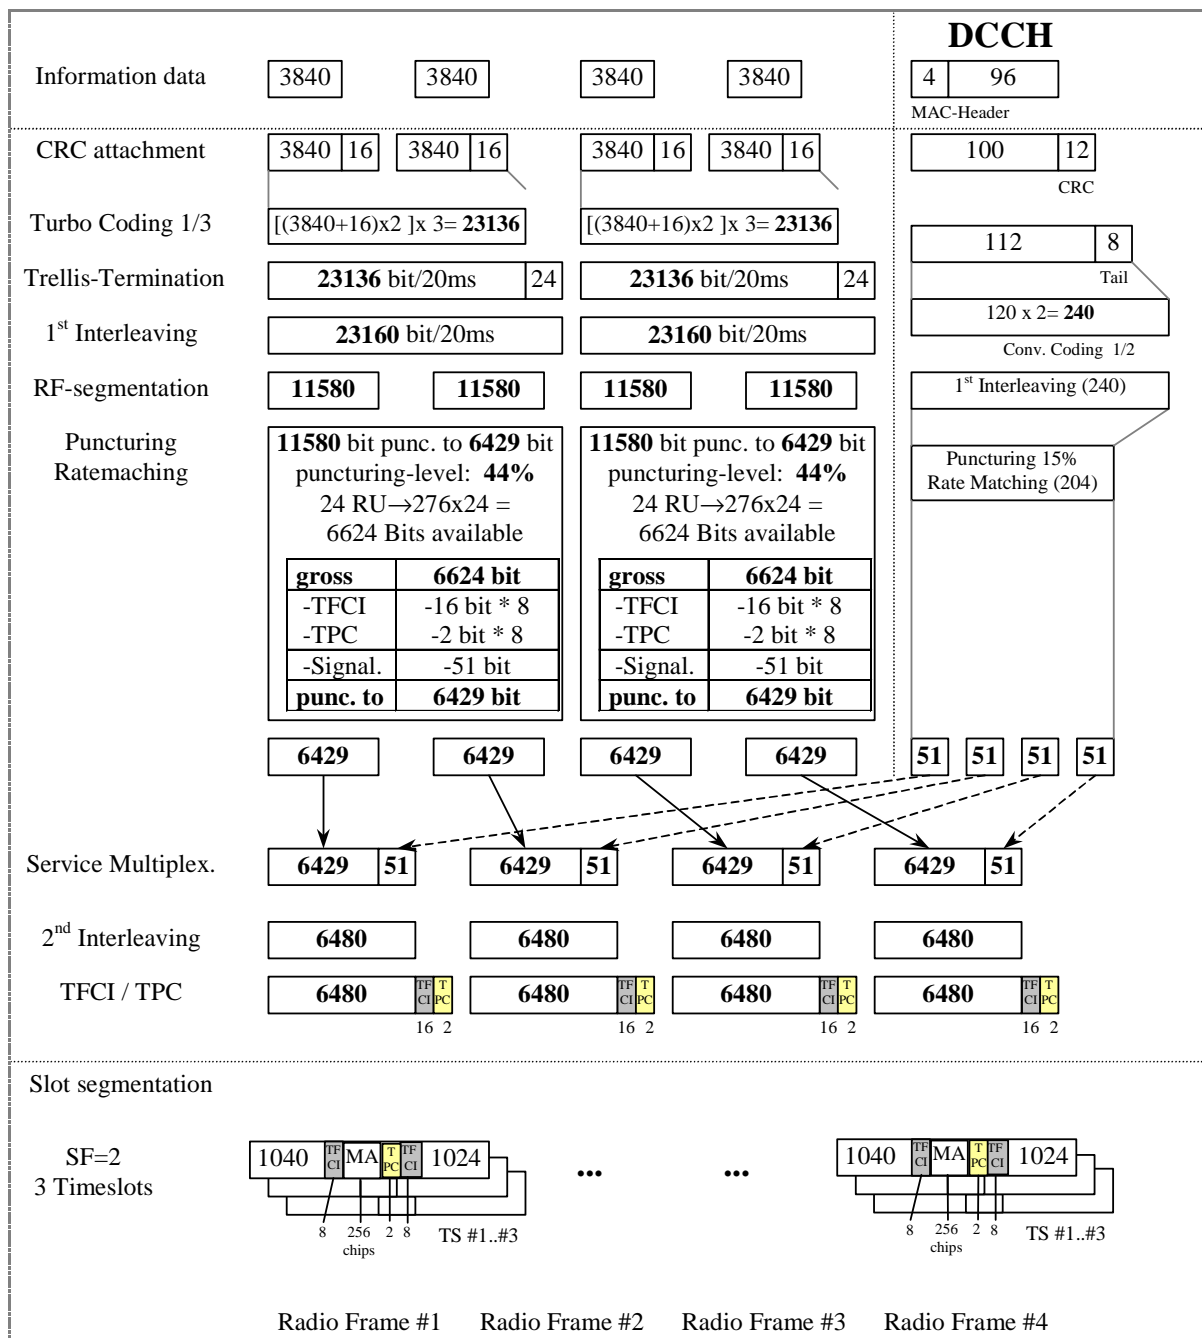 DCCH
Information data 3840 3840 3840 3840 4 96
MAC-Header
CRC attachment 3840 16 3840 16 3840 16 3840 16 100 12
CRC
Turbo Coding 1/3 [(3840+16)x2 ]x 3= 23136 [(3840+16)x2 ]x 3= 23136
112 8
Tail
Trellis-Termination 23136 bit/20ms 24 23136 bit/20ms 24
120 x 2= 240
1st Interleaving 23160 bit/20ms 23160 bit/20ms
Conv. Coding 1/2
RF-segmentation 11580 11580 11580 11580 1st Interleaving (240)
Puncturing
Ratemaching
11580 bit punc. to 6429 bit
puncturing-level: 44%
24 RU→276x24 =
6624 Bits available
gross 6624 bit
-TFCI -16 bit * 8
-TPC -2 bit * 8
-Signal. -51 bit
punc. to 6429 bit
11580 bit punc. to 6429 bit
puncturing-level: 44%
24 RU→276x24 =
6624 Bits available
gross 6624 bit
-TFCI -16 bit * 8
-TPC -2 bit * 8
-Signal. -51 bit
punc. to 6429 bit
Puncturing 15%
Rate Matching (204)
6429 6429 6429 6429 51 51 51 51
Service Multiplex. 6429 51 6429 51 6429 51 6429 51
2nd Interleaving 6480 6480 6480 6480
TFCI / TPC 6480 TF CI T PC 6480 TF CI T PC 6480 TF CI T PC 6480 TF CI T PC
16 2 16 2 16 2 16 2
Slot segmentation
SF=2
3 Timeslots
1040 TF CI MA T PC TF CI 1024 ... ... 1040 TF CI MA T PC TF CI 1024
8 256 2 8 TS #1..#3 8 256 2 8 TS #1..#3
chips chips
Radio Frame #1 Radio Frame #2 Radio Frame #3 Radio Frame #4